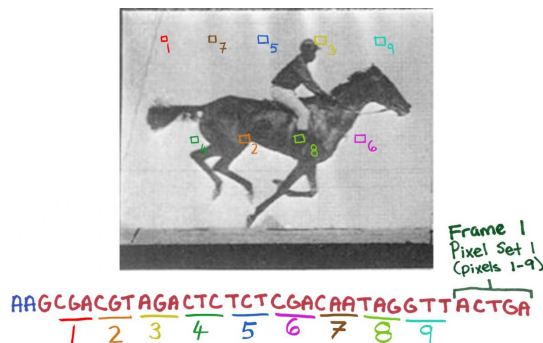 1 7 5 3 9
4 2 8 6
Frame 1
Pixel Set 1
(pixels 1-9)
AAGCGACGTAGACTCTCTCGACAATAGGTTACTGA
1 2 3 4 5 6 7 8 9